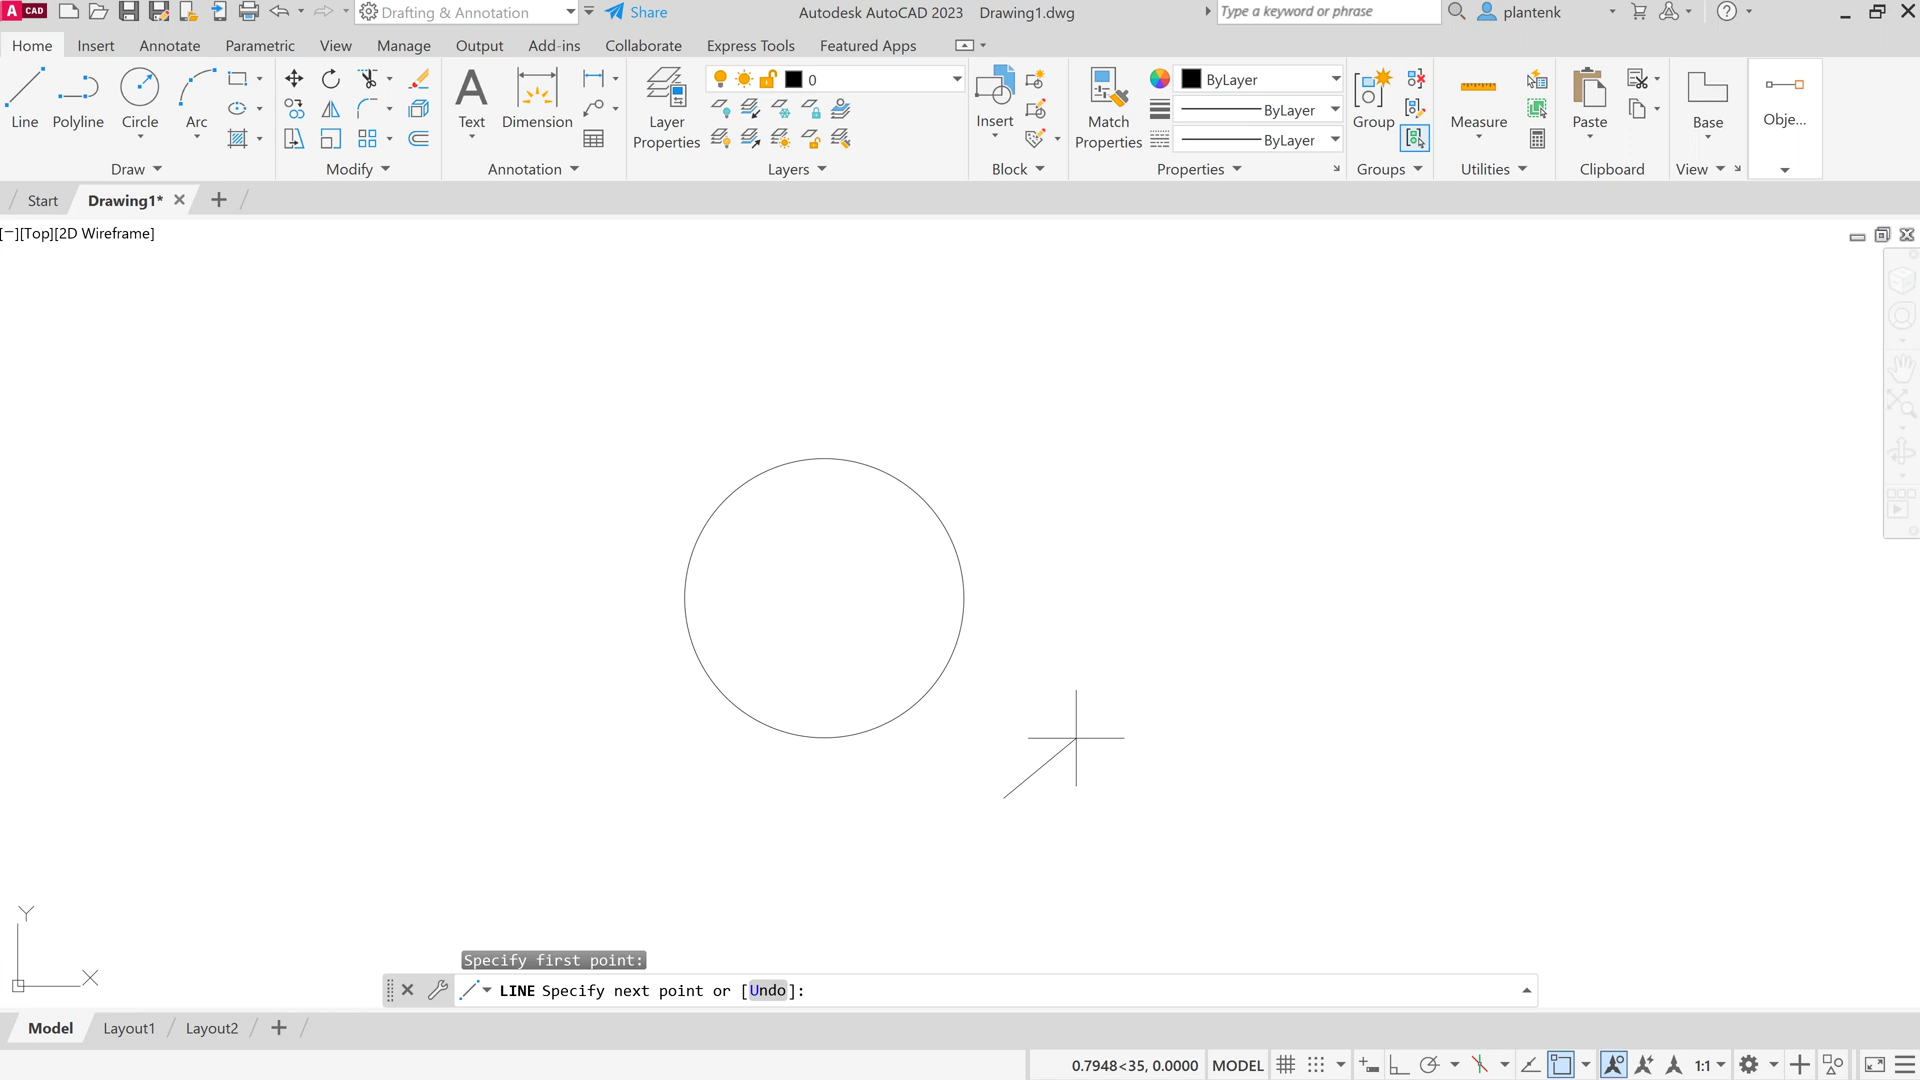 A CAD
Drafting & Annotation
Share
Autodesk AutoCAD 2023 Drawing1.dwg
Type a keyword or phrase
plantenk
?
Home Insert Annotate Parametric View Manage Output Add-ins Collaborate Express Tools Featured Apps
0
ByLayer
ByLayer
ByLayer
Line Polyline Circle Arc
A
Text Dimension
Layer
Properties
Insert
Match
Properties
Group
Measure
Paste
Base
Obje...
Draw Modify Annotation Layers Block Properties Groups Utilities Clipboard View
Start Drawing1* +
[−][Top][2D Wireframe]
Y
X
Specify first point:
LINE Specify next point or [Undo]:
Model Layout1 Layout2 +
0.7948<35, 0.0000 MODEL 1:1